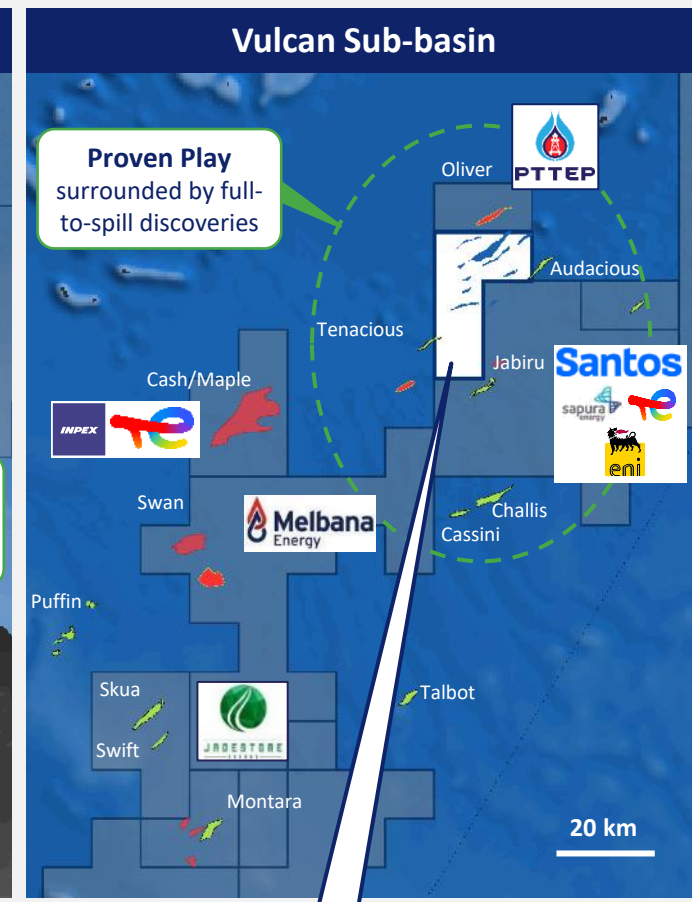 Vulcan Sub-basin
Proven Play
surrounded by full-
to-spill discoveries
PTTEP
Oliver
Audacious
Tenacious
Jabiru
Santos
sapura
energy
eni
Cash/Maple
INPEX
Swan
Melbana
Energy
Challis
Cassini
Puffin
Skua
JADESTONE
ENERGY
Talbot
Swift
Montara
20 km